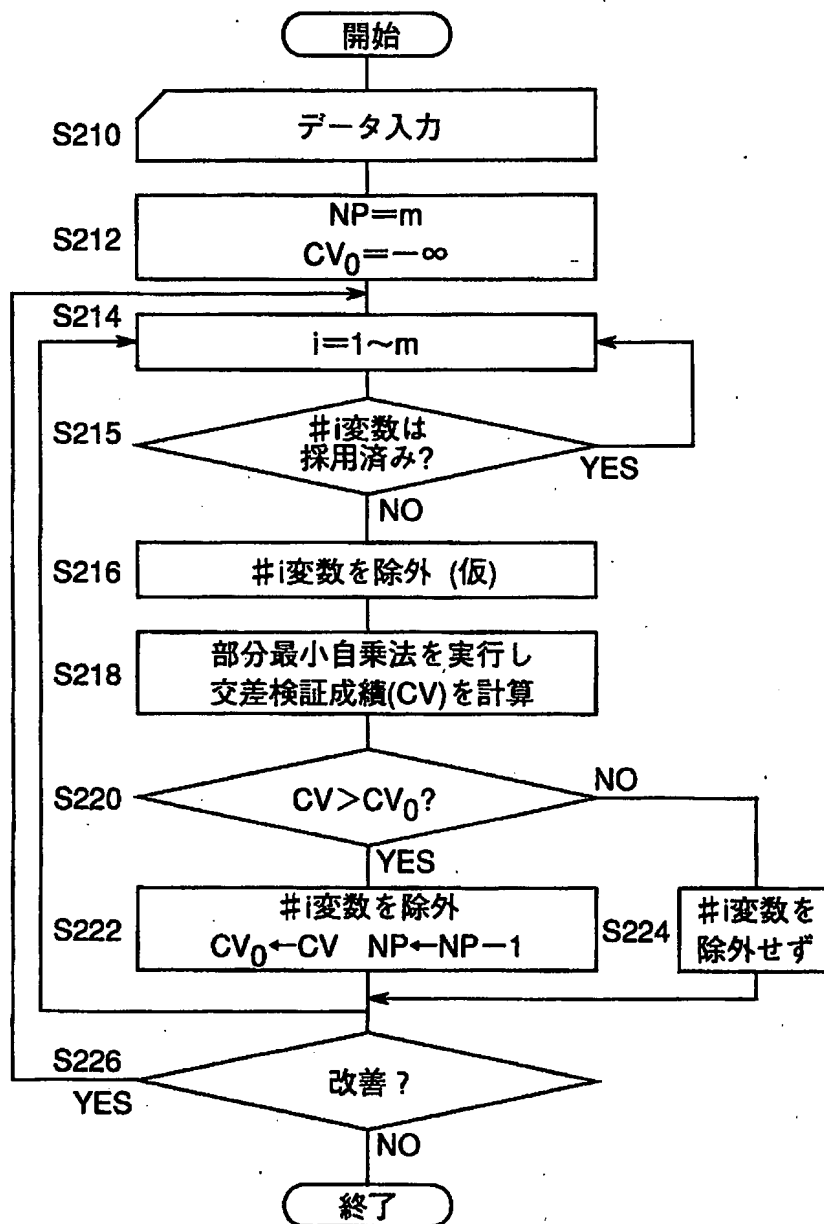 開始
S210
データ入力
S212
NP=m
CV₀=-∞
S214
i=1~m
S215
#i変数は
採用済み?
YES
NO
S216
#i変数を除外 (仮)
S218
部分最小自乗法を実行し
交差検証成績(CV)を計算
S220
CV>CV₀?
NO
YES
S222
#i変数を除外
CV₀←CV NP←NP-1
S224
#i変数を
除外せず
S226
改善?
YES
NO
終了